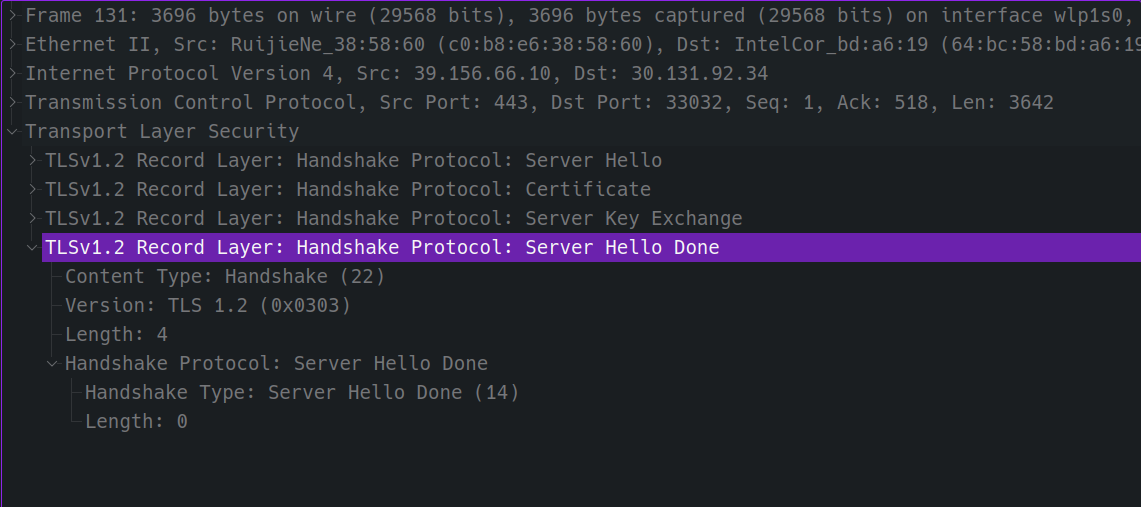 Frame 131: 3696 bytes on wire (29568 bits), 3696 bytes captured (29568 bits) on interface wlp1s0,
Ethernet II, Src: RuijieNe_38:58:60 (c0:b8:e6:38:58:60), Dst: IntelCor_bd:a6:19 (64:bc:58:bd:a6:19
Internet Protocol Version 4, Src: 39.156.66.10, Dst: 30.131.92.34
Transmission Control Protocol, Src Port: 443, Dst Port: 33032, Seq: 1, Ack: 518, Len: 3642
Transport Layer Security
TLSv1.2 Record Layer: Handshake Protocol: Server Hello
TLSv1.2 Record Layer: Handshake Protocol: Certificate
TLSv1.2 Record Layer: Handshake Protocol: Server Key Exchange
TLSv1.2 Record Layer: Handshake Protocol: Server Hello Done
Content Type: Handshake (22)
Version: TLS 1.2 (0x0303)
Length: 4
Handshake Protocol: Server Hello Done
Handshake Type: Server Hello Done (14)
Length: 0